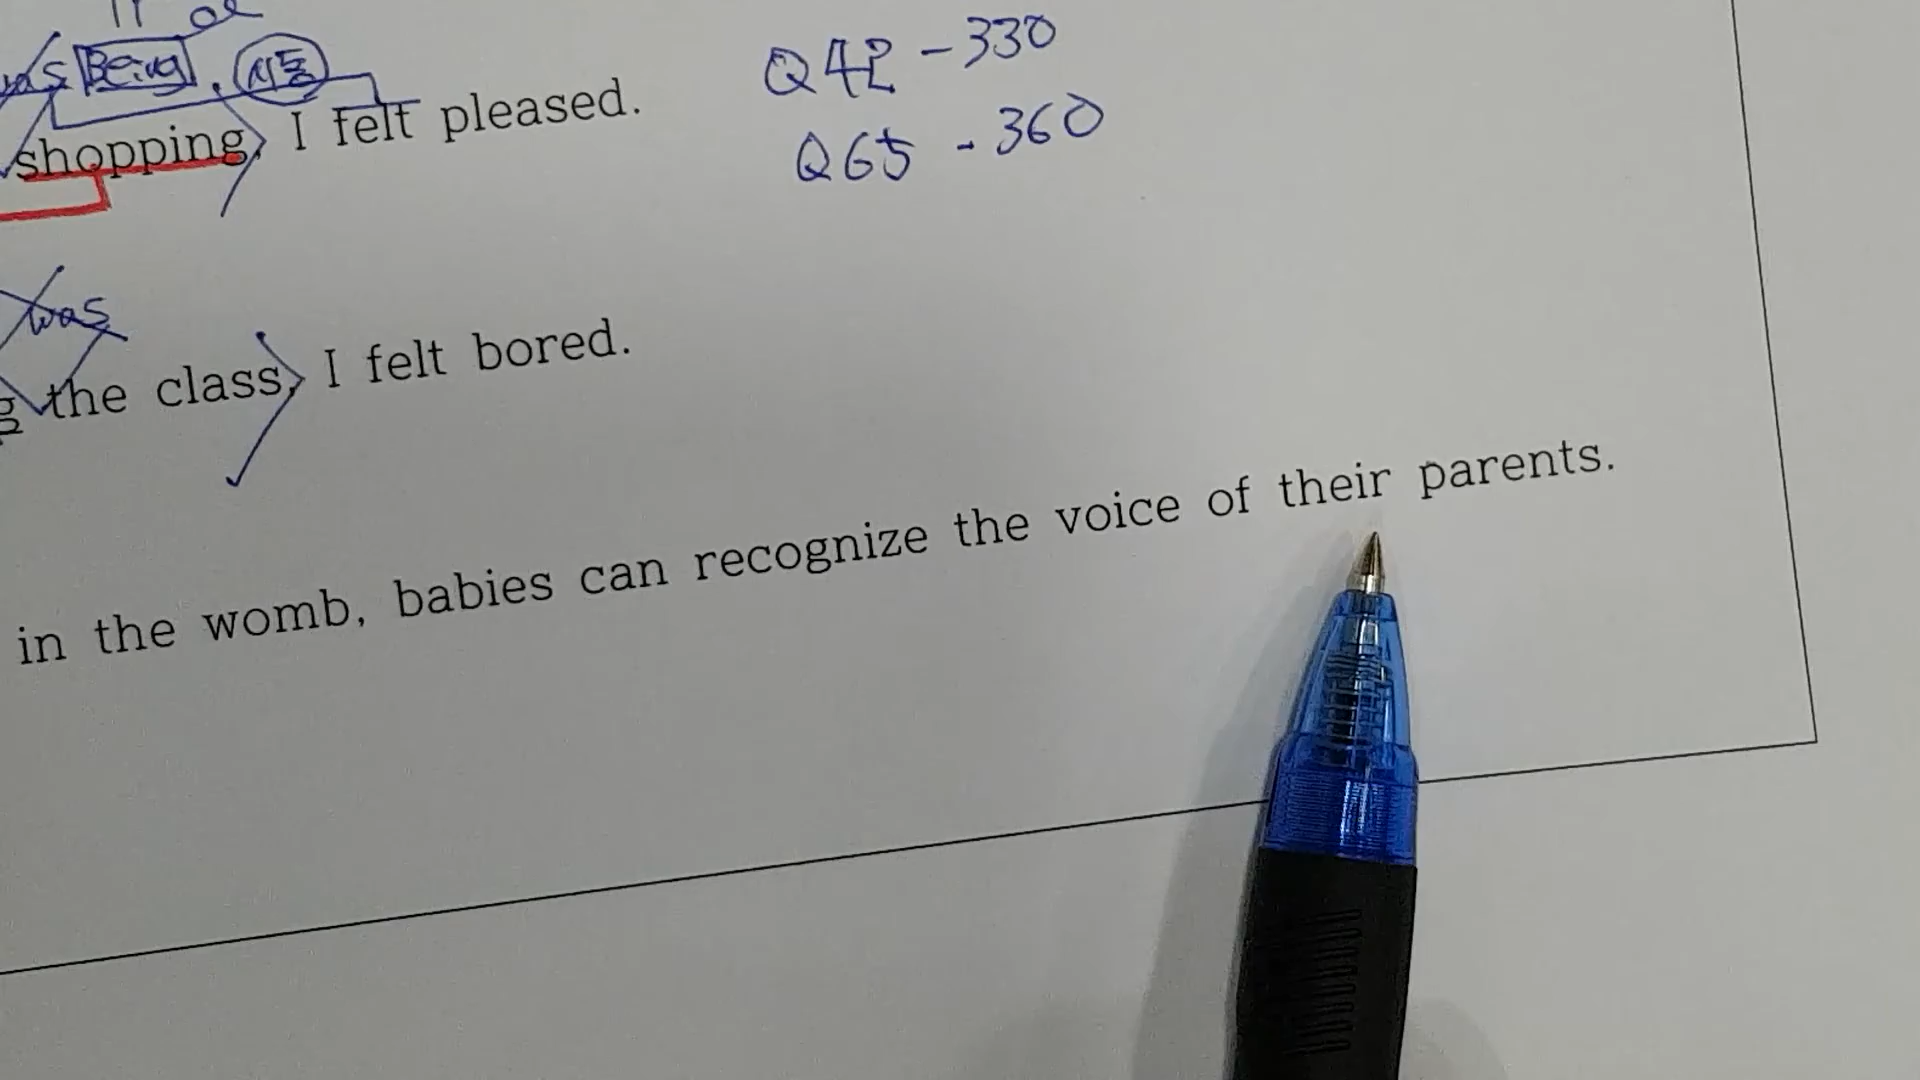 Being, 시동
Q42 - 330
shopping, I felt pleased.
Q65 - 360
was
the class, I felt bored.
in the womb, babies can recognize the voice of their parents.